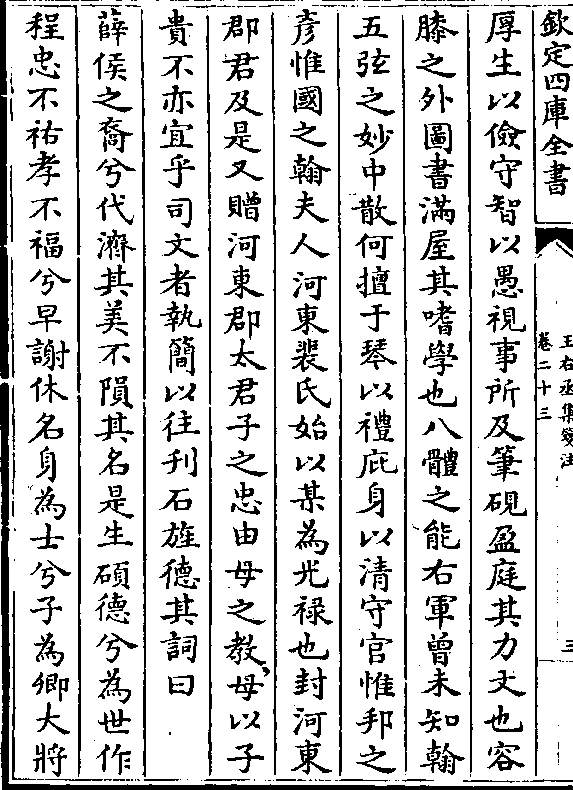 欽定四庫全書
王右丞集箋注
卷二十三
三
厚生以儉守智以愚視事所及筆硯盈庭其力文也容
膝之外圖書滿屋其嗜學也八體之能右軍曾未知翰
五弦之妙中散何擅于琴以禮庇身以清守官惟邦之
彦惟國之翰夫人河東裴氏始以某為光禄也封河東
郡君及是又贈河東郡太君子之忠由母之教母以子
貴不亦宜乎司文者執簡以往刋石旌德其詞曰
薛侯之裔兮代濟其美不隕其名是生碩德兮為世作
程忠不祐孝不福兮早謝休名身為士兮子為卿大將